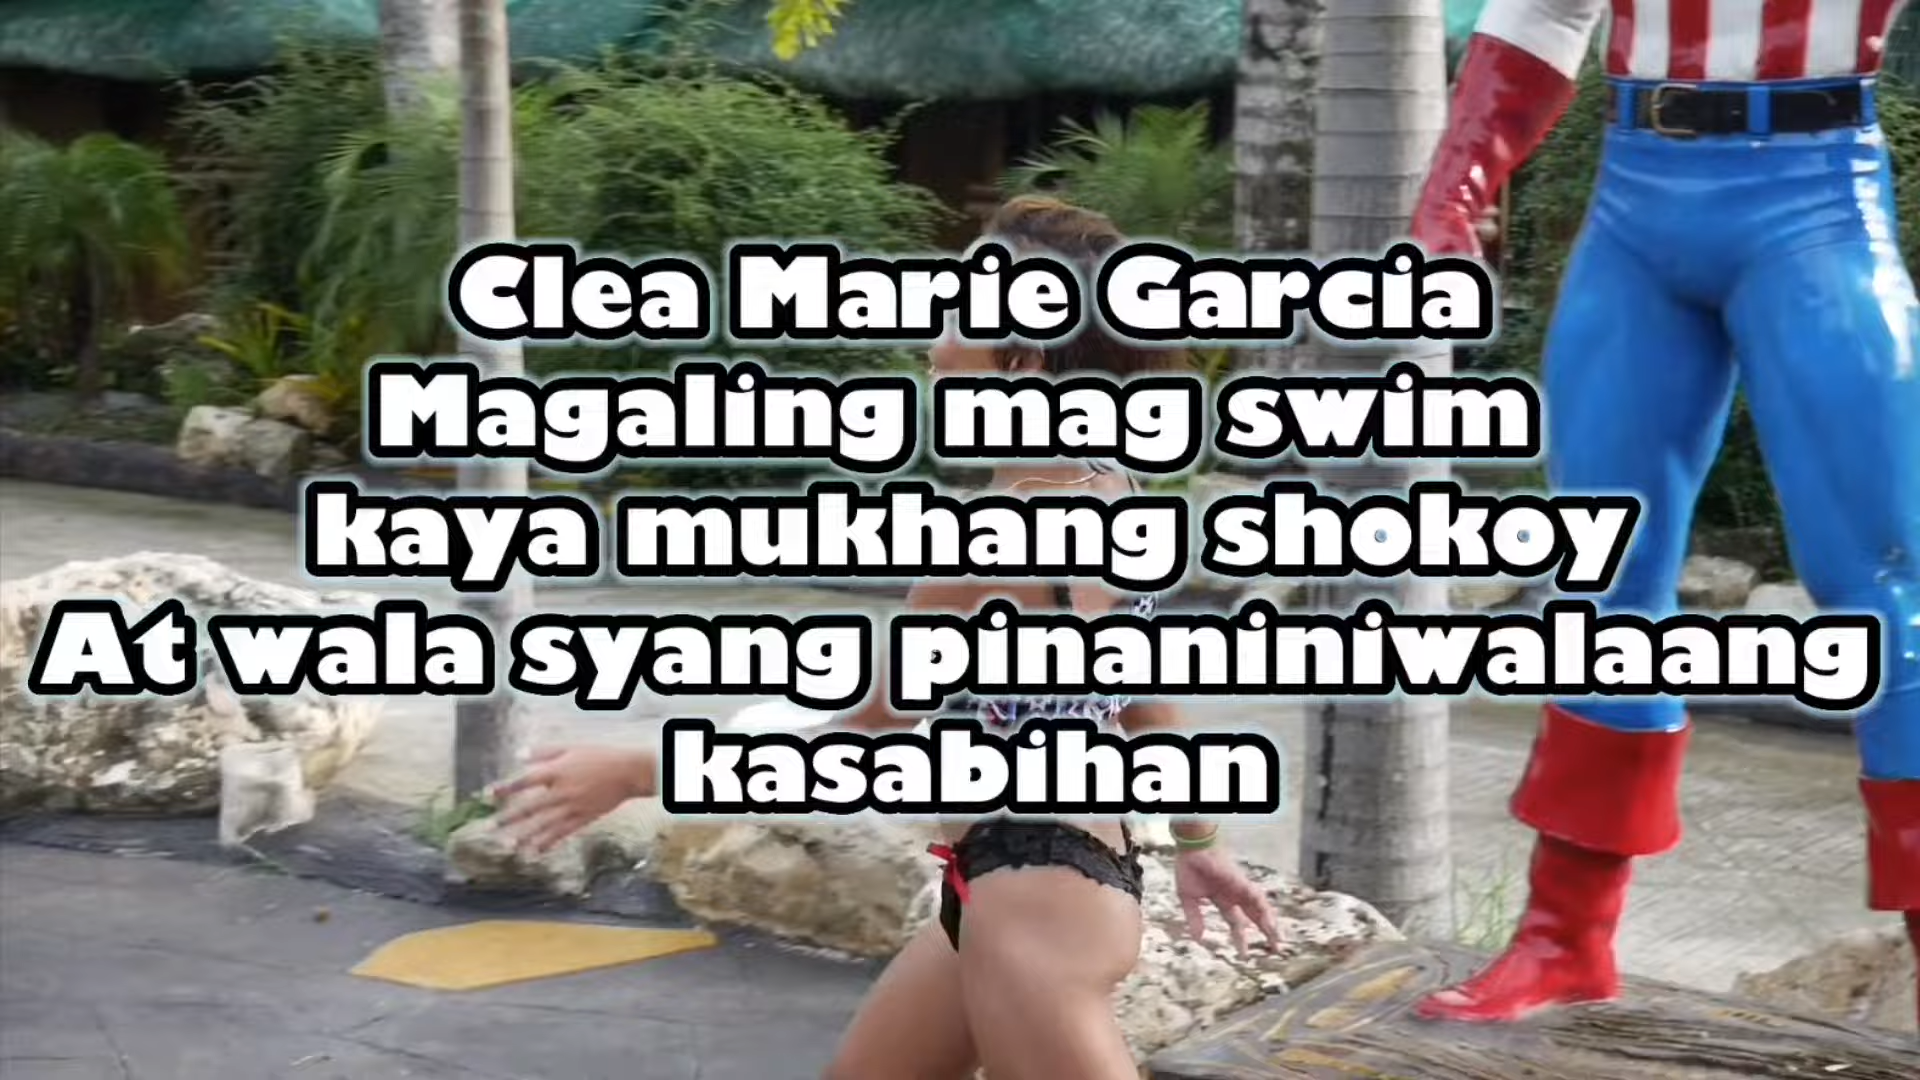 Clea Marie Garcia
Magaling mag swim
kaya mukhang shokoy
At wala syang pinaniniwalaang
kasabihan